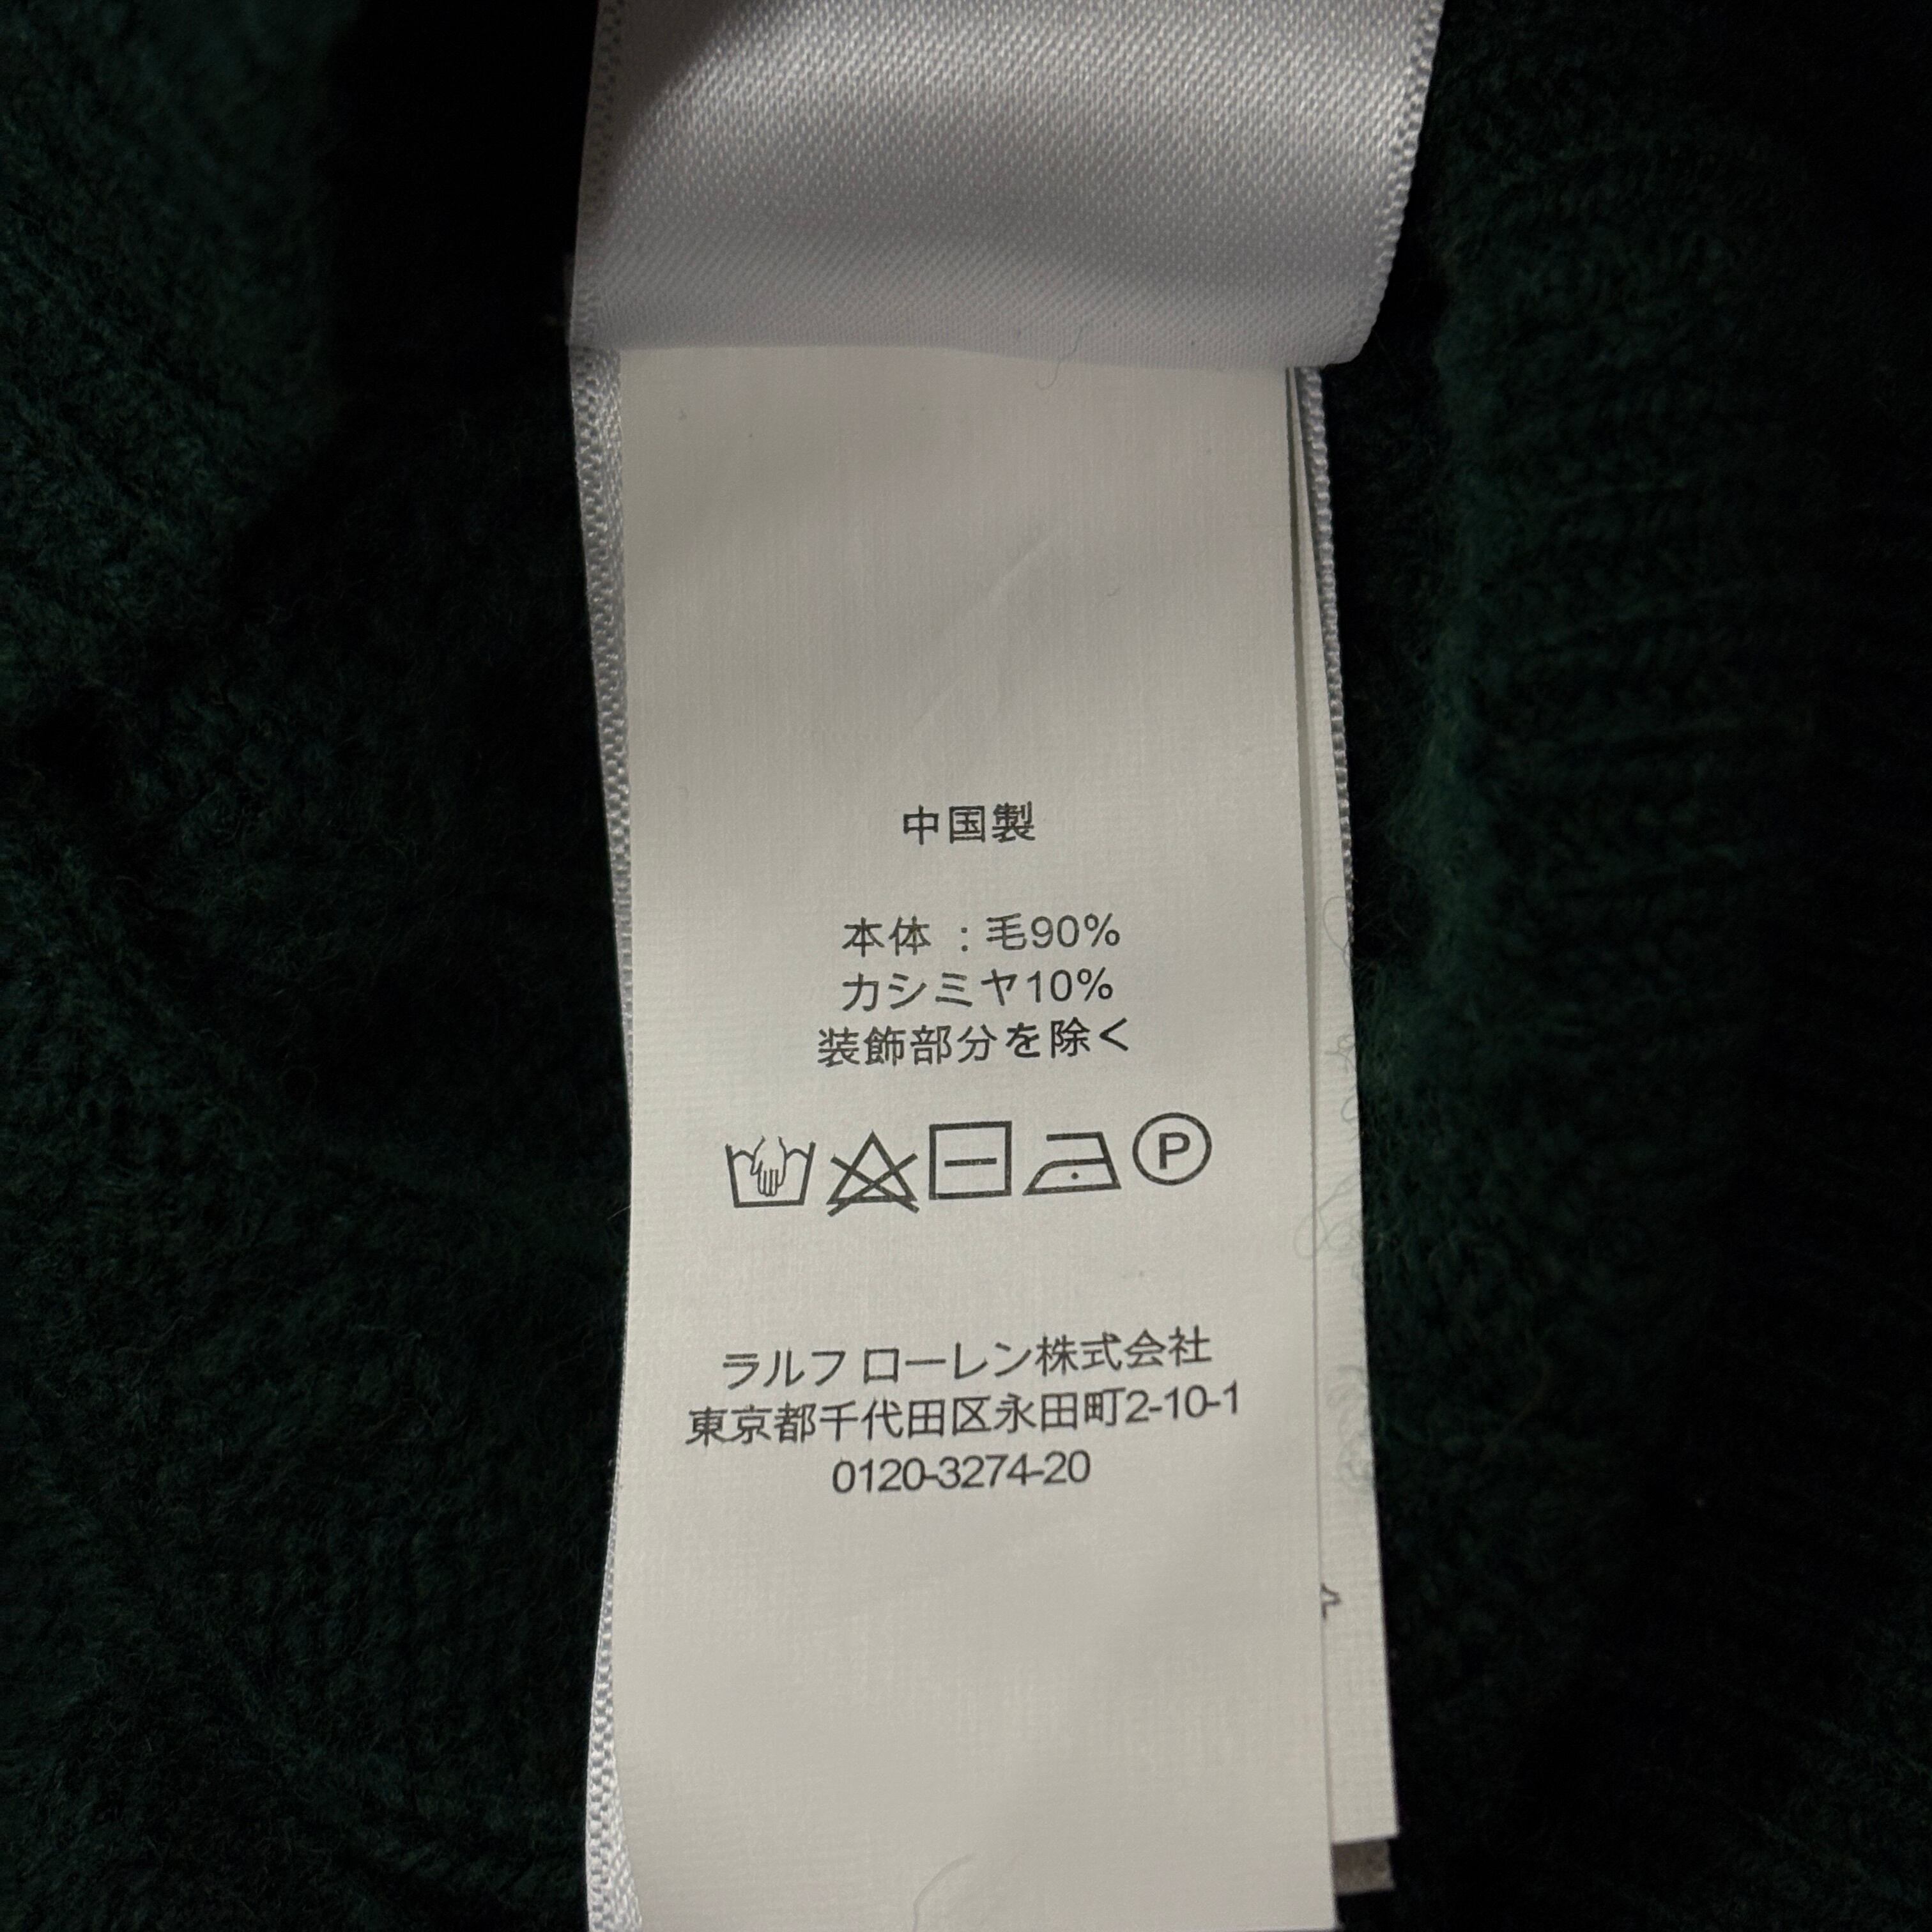 中国製
本体 : 毛90%
カシミヤ10%
装飾部分を除く
P
ラルフ ローレン株式会社
東京都千代田区永田町2-10-1
0120-3274-20